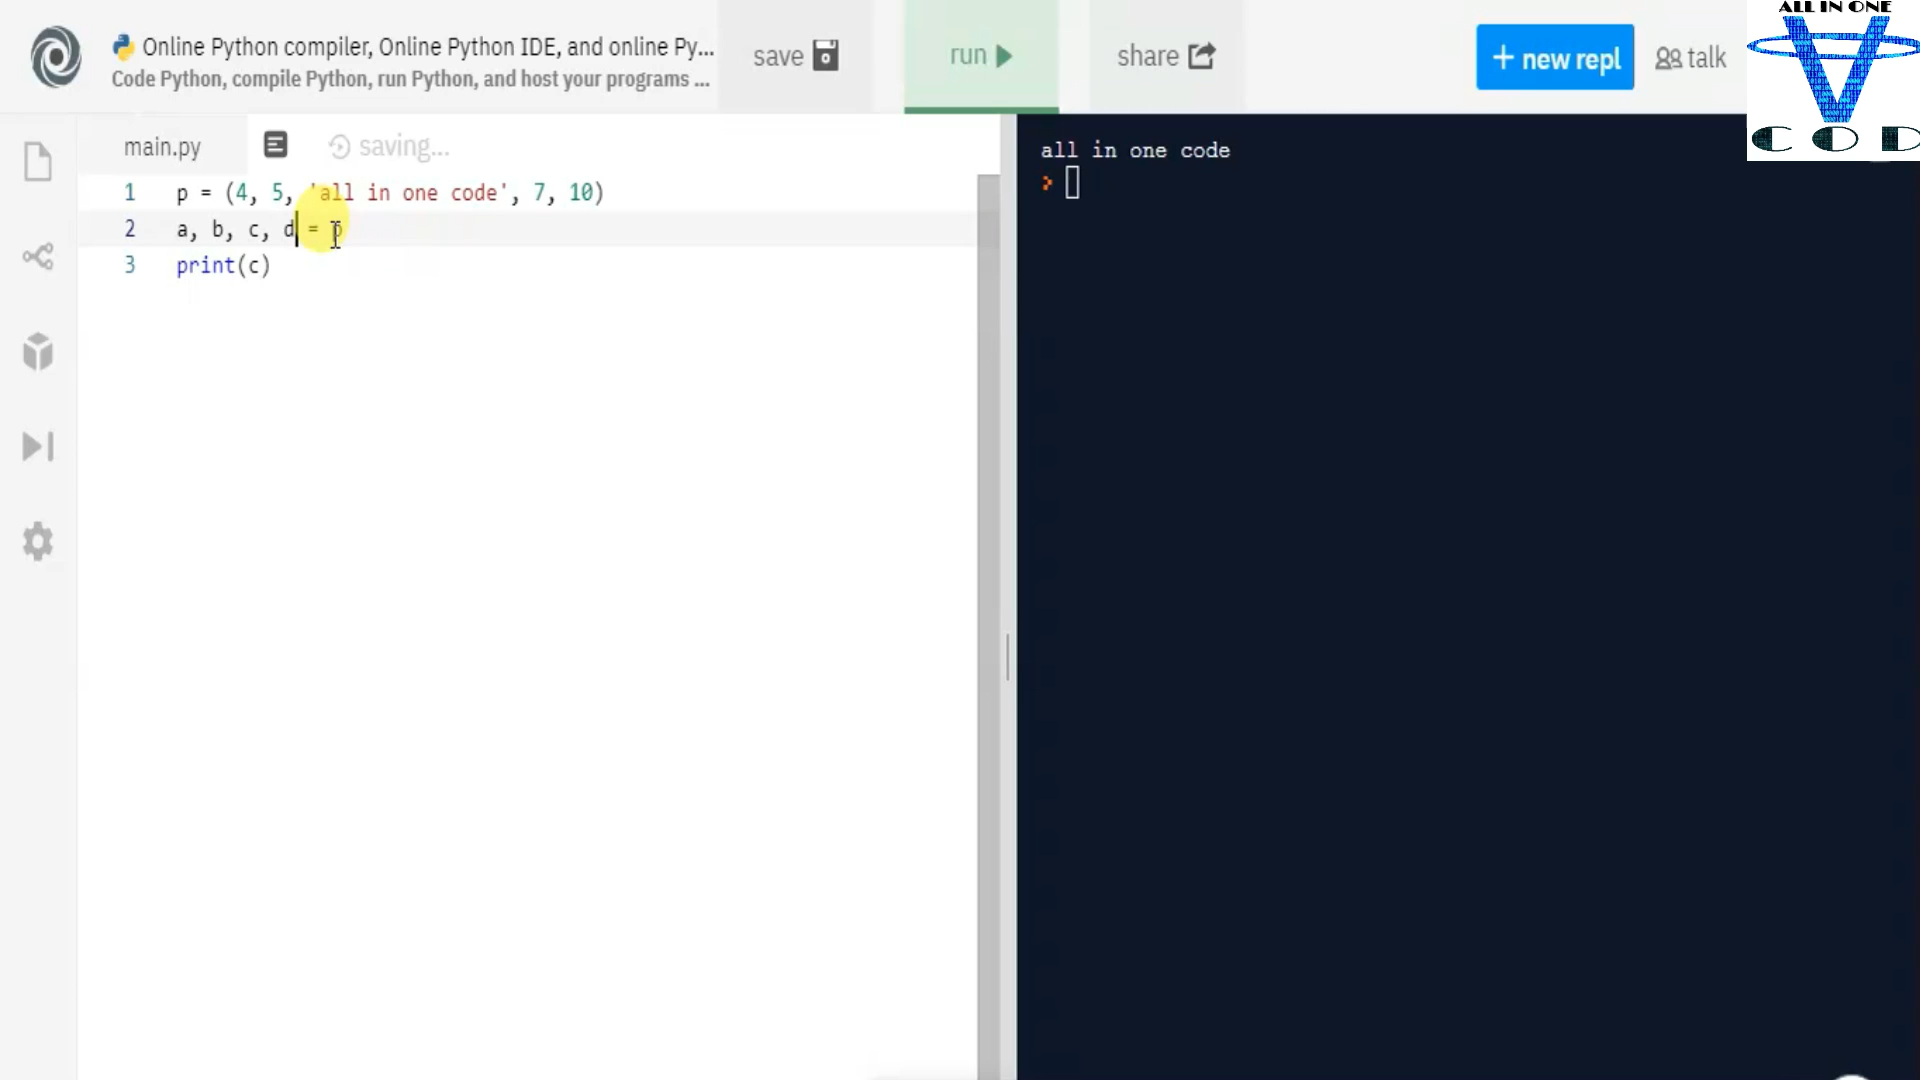 Online Python compiler, Online Python IDE, and online Py...
Code Python, compile Python, run Python, and host your programs ...
save
run
share
+ new repl
talk
ALL IN ONE
COD
main.py
saving...
1 p = (4, 5, 'all in one code', 7, 10)
2 a, b, c, d = p
3 print(c)
all in one code
>